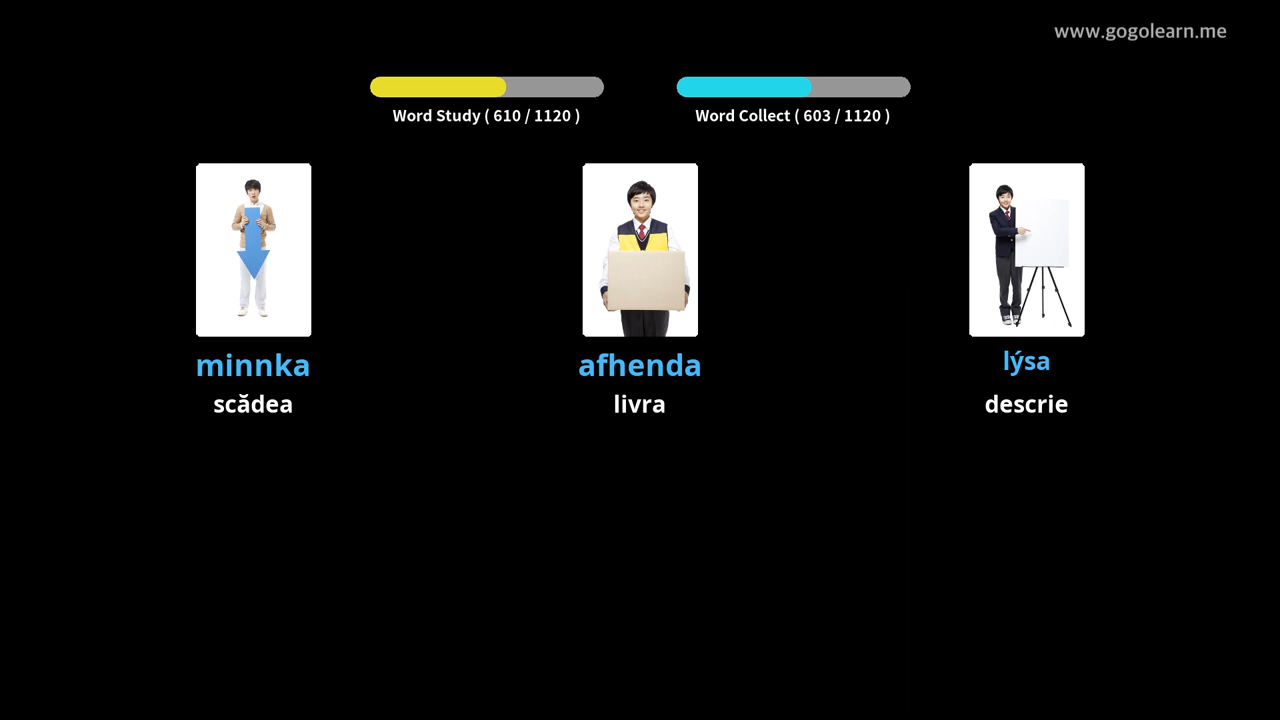 www.gogolearn.me
Word Study ( 610 / 1120 )
Word Collect ( 603 / 1120 )
minnka
afhenda
lýsa
scădea
livra
descrie